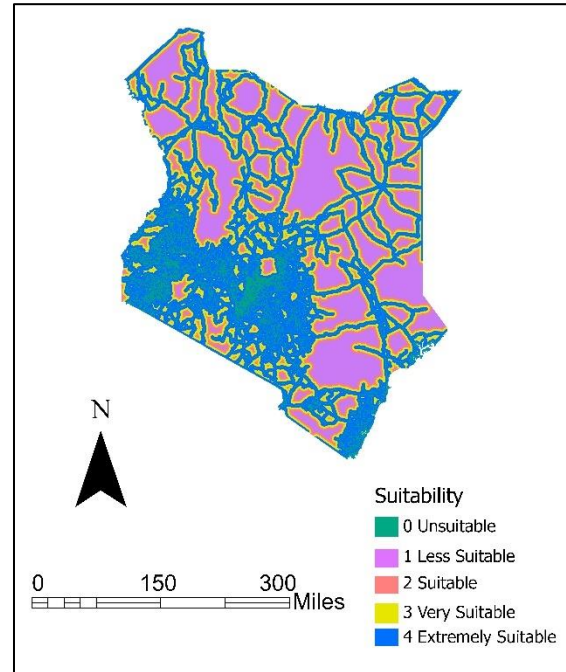 N
Suitability
0 Unsuitable
1 Less Suitable
2 Suitable
3 Very Suitable
4 Extremely Suitable
0 150 300
Miles